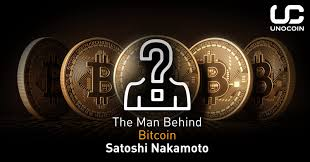 UC
UNOCOIN
?
The Man Behind
Bitcoin
Satoshi Nakamoto